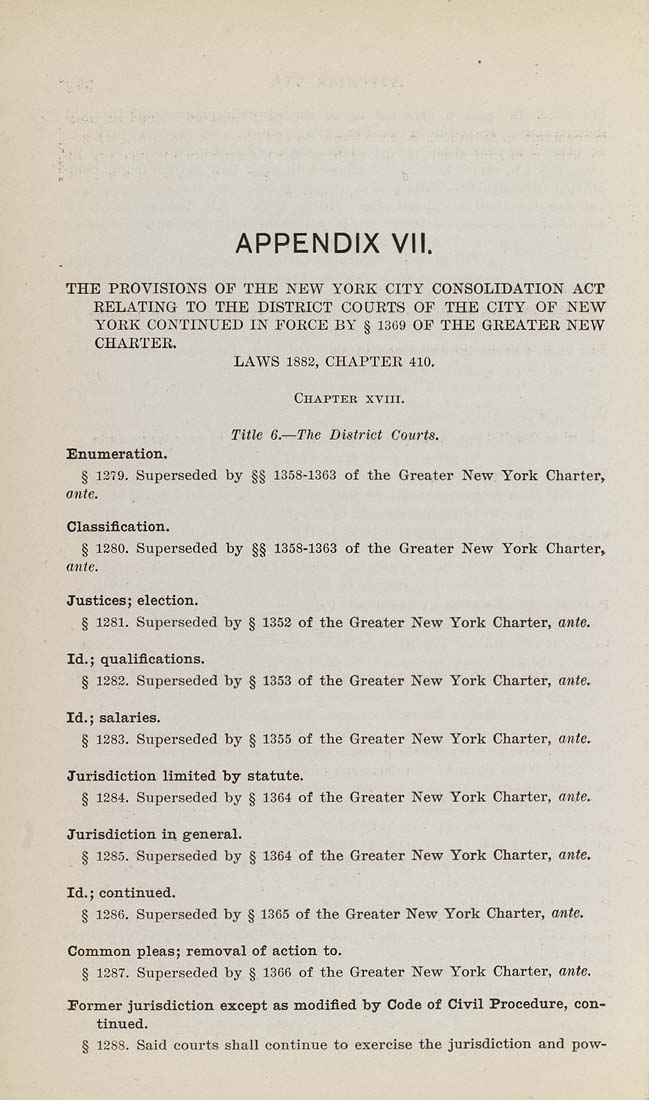 APPENDIX VII.
THE PROVISIONS OF THE NEW YORK CITY CONSOLIDATION ACT
RELATING TO THE DISTRICT COURTS OF THE CITY OF NEW
YORK CONTINUED IN FORCE BY § 1369 OF THE GREATER NEW
CHARTER.
LAWS 1882, CHAPTER 410.
CHAPTER XVIII.
Title 6.—The District Courts.
Enumeration.
§ 1279. Superseded by §§ 1358-1363 of the Greater New York Charter,
ante.
Classification.
§ 1280. Superseded by §§ 1358-1363 of the Greater New York Charter,
ante.
Justices; election.
§ 1281. Superseded by § 1352 of the Greater New York Charter, ante.
Id.; qualifications.
§ 1282. Superseded by § 1353 of the Greater New York Charter, ante.
Id.; salaries.
§ 1283. Superseded by § 1355 of the Greater New York Charter, ante.
Jurisdiction limited by statute.
§ 1284. Superseded by § 1364 of the Greater New York Charter, ante.
Jurisdiction in general.
§ 1285. Superseded by § 1364 of the Greater New York Charter, ante.
Id.; continued.
§ 1286. Superseded by § 1365 of the Greater New York Charter, ante.
Common pleas; removal of action to.
§ 1287. Superseded by § 1366 of the Greater New York Charter, ante.
Former jurisdiction except as modified by Code of Civil Procedure, con-
tinued.
§ 1288. Said courts shall continue to exercise the jurisdiction and pow-